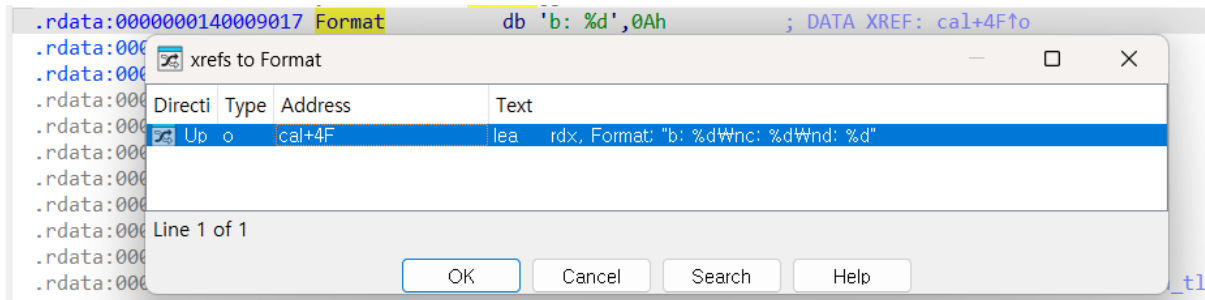 .rdata:0000000140009017 Format db 'b: %d',0Ah ; DATA XREF: cal+4F↑o
.rdata:000
xrefs to Format
.rdata:000
.rdata:000
Directi Type Address Text
.rdata:000
Up o cal+4F lea rdx, Format; "b: %d₩nc: %d₩nd: %d"
.rdata:000
.rdata:000
.rdata:000
.rdata:000
Line 1 of 1
.rdata:000
OK Cancel Search Help
.rdata:000
_tl